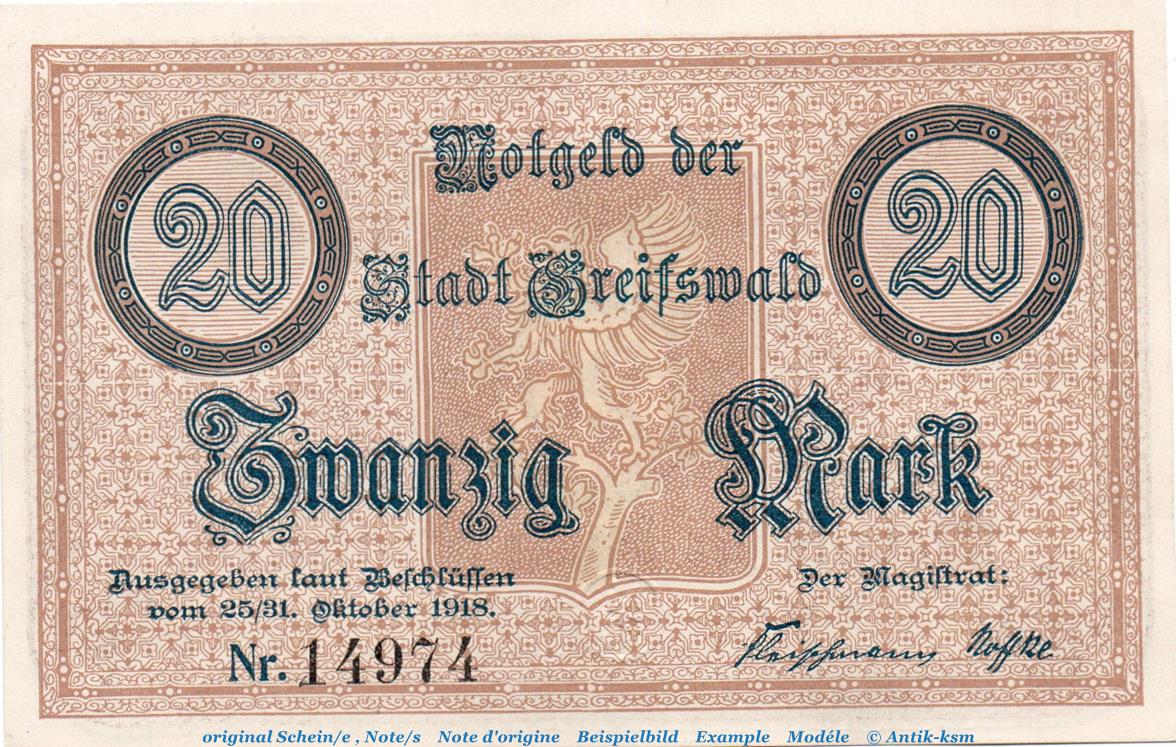 Notgeld der
20
20
Stadt Greifswald
Zwanzig Mark
Ausgegeben laut Beschlüssen
vom 25/31. Oktober 1918.
Der Magistrat:
Nr. 14974
Fleischmann
original Schein/e , Note/s Note d'origine Beispielbild Example Modéle © Antik-ksm